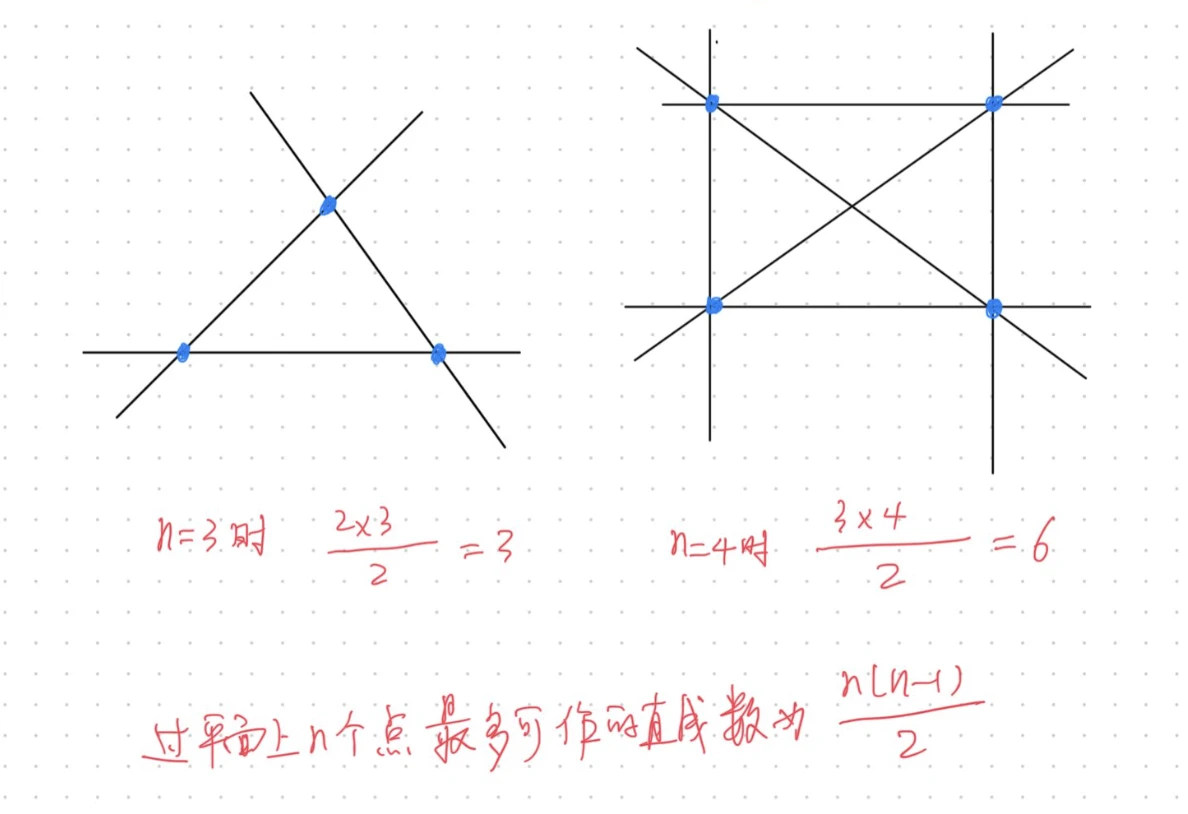 n=3时 2×3/2 =3
n=4时 3×4/2 =6
过平面上n个点最多可作的直线数为 n(n-1)/2